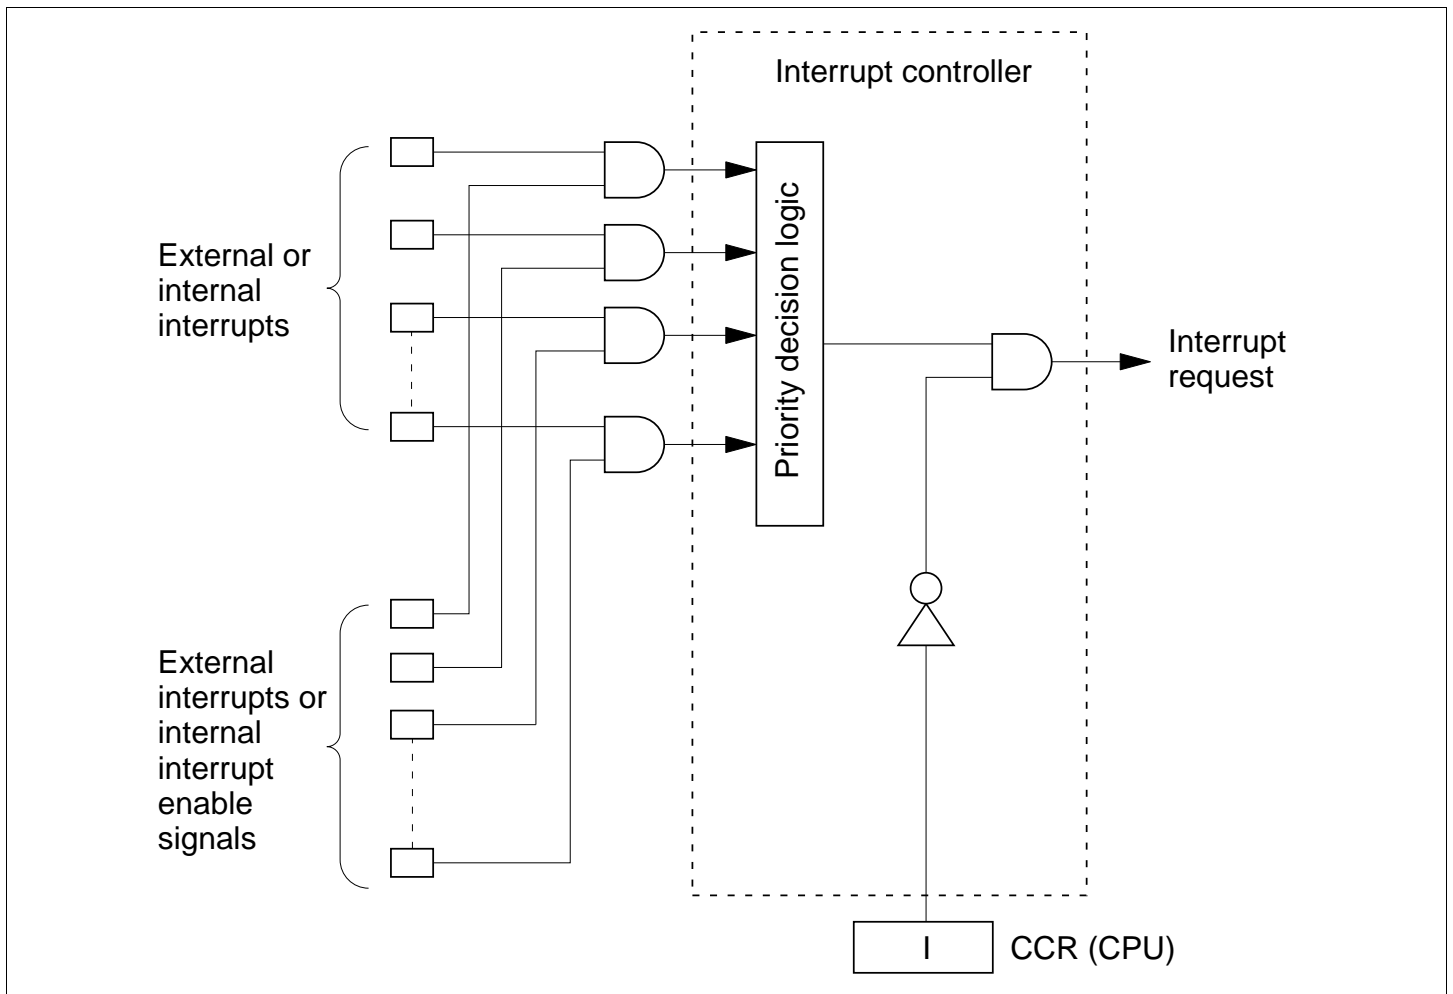 Interrupt controller
External or
internal
interrupts
Priority decision logic
Interrupt
request
External
interrupts or
internal
interrupt
enable
signals
I
CCR (CPU)